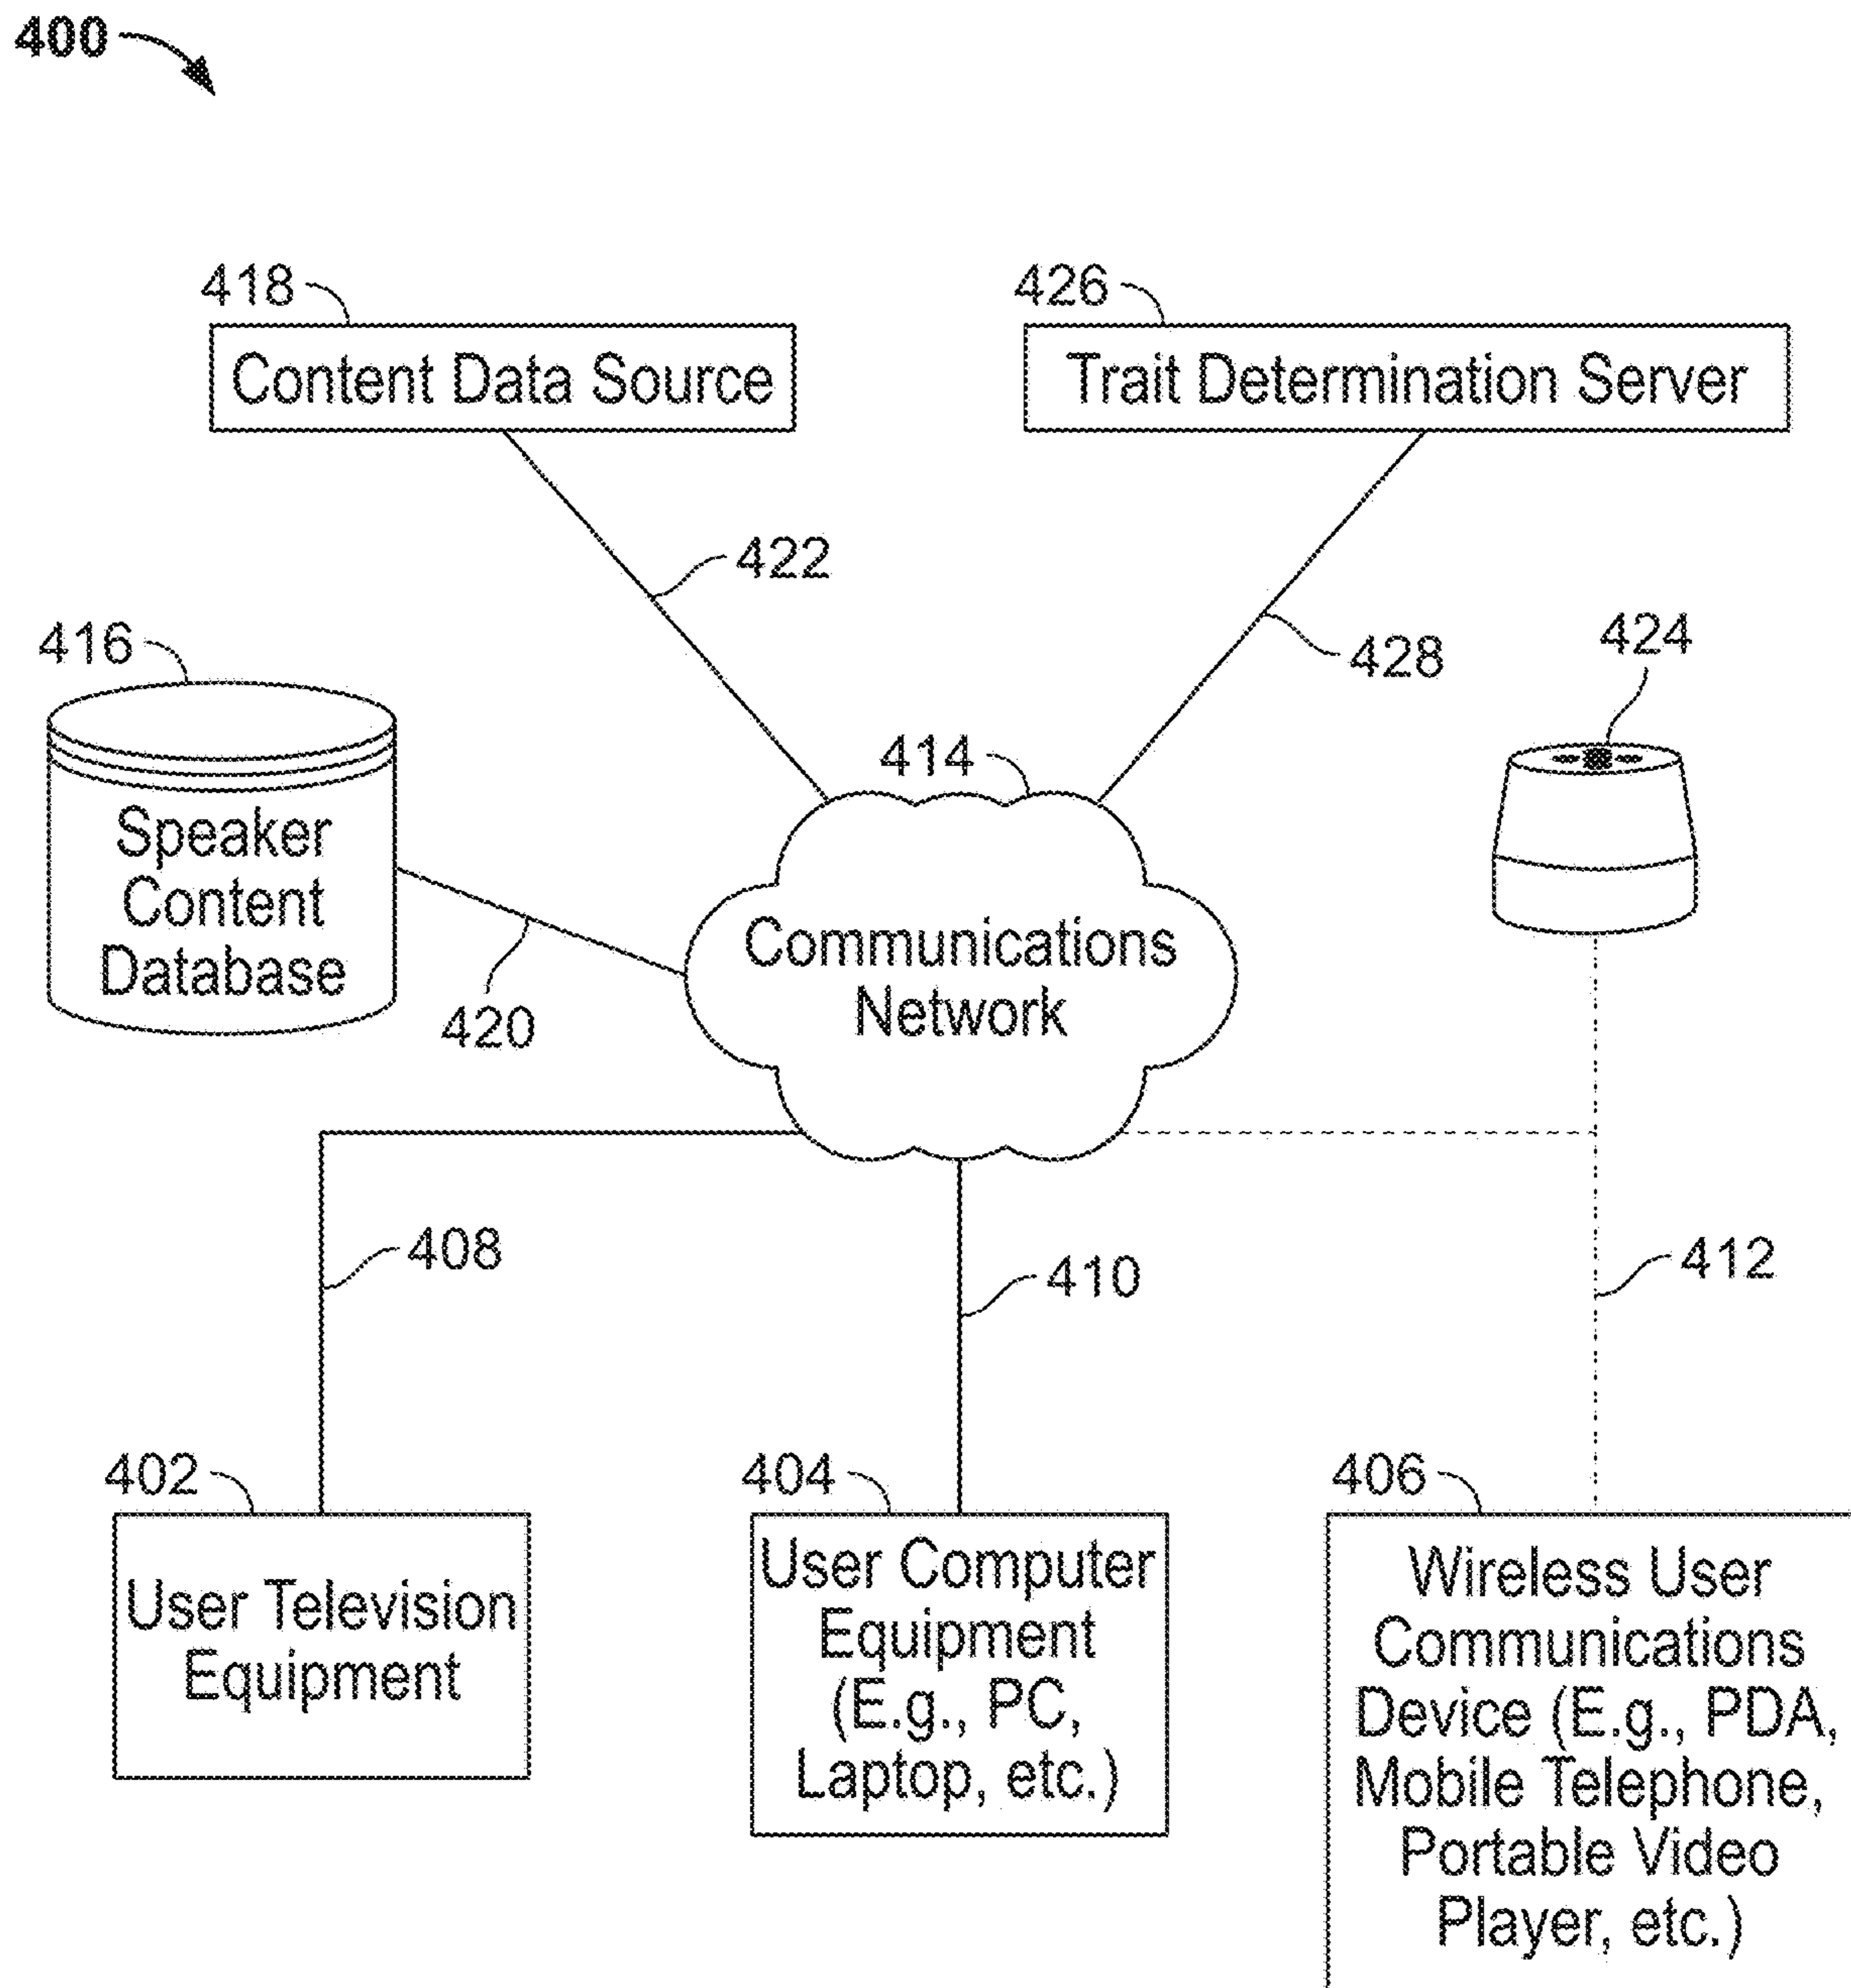 400
418
Content Data Source
426
Trait Determination Server
422
428
416
Speaker
Content
Database
420
414
Communications
Network
424
408
410
412
402
User Television
Equipment
404
User Computer
Equipment
(E.g., PC,
Laptop, etc.)
406
Wireless User
Communications
Device (E.g., PDA,
Mobile Telephone,
Portable Video
Player, etc.)